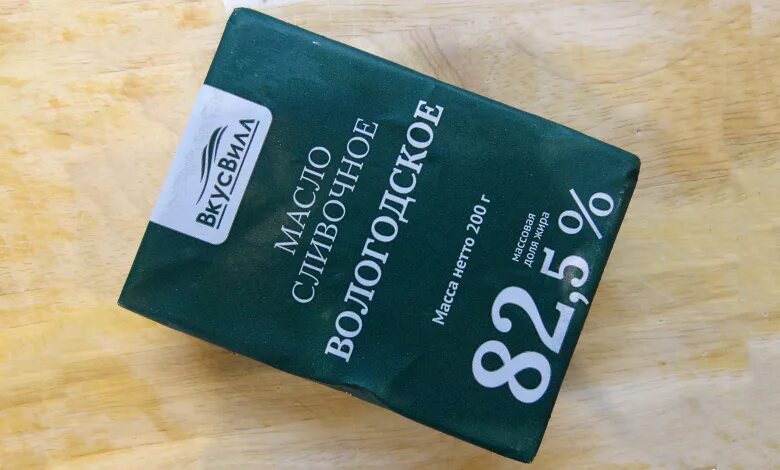 ВкусВилл
МАСЛО
СЛИВОЧНОЕ
ВОЛОГОДСКОЕ
Масса нетто 200 г
массовая
доля жира
82,5 %